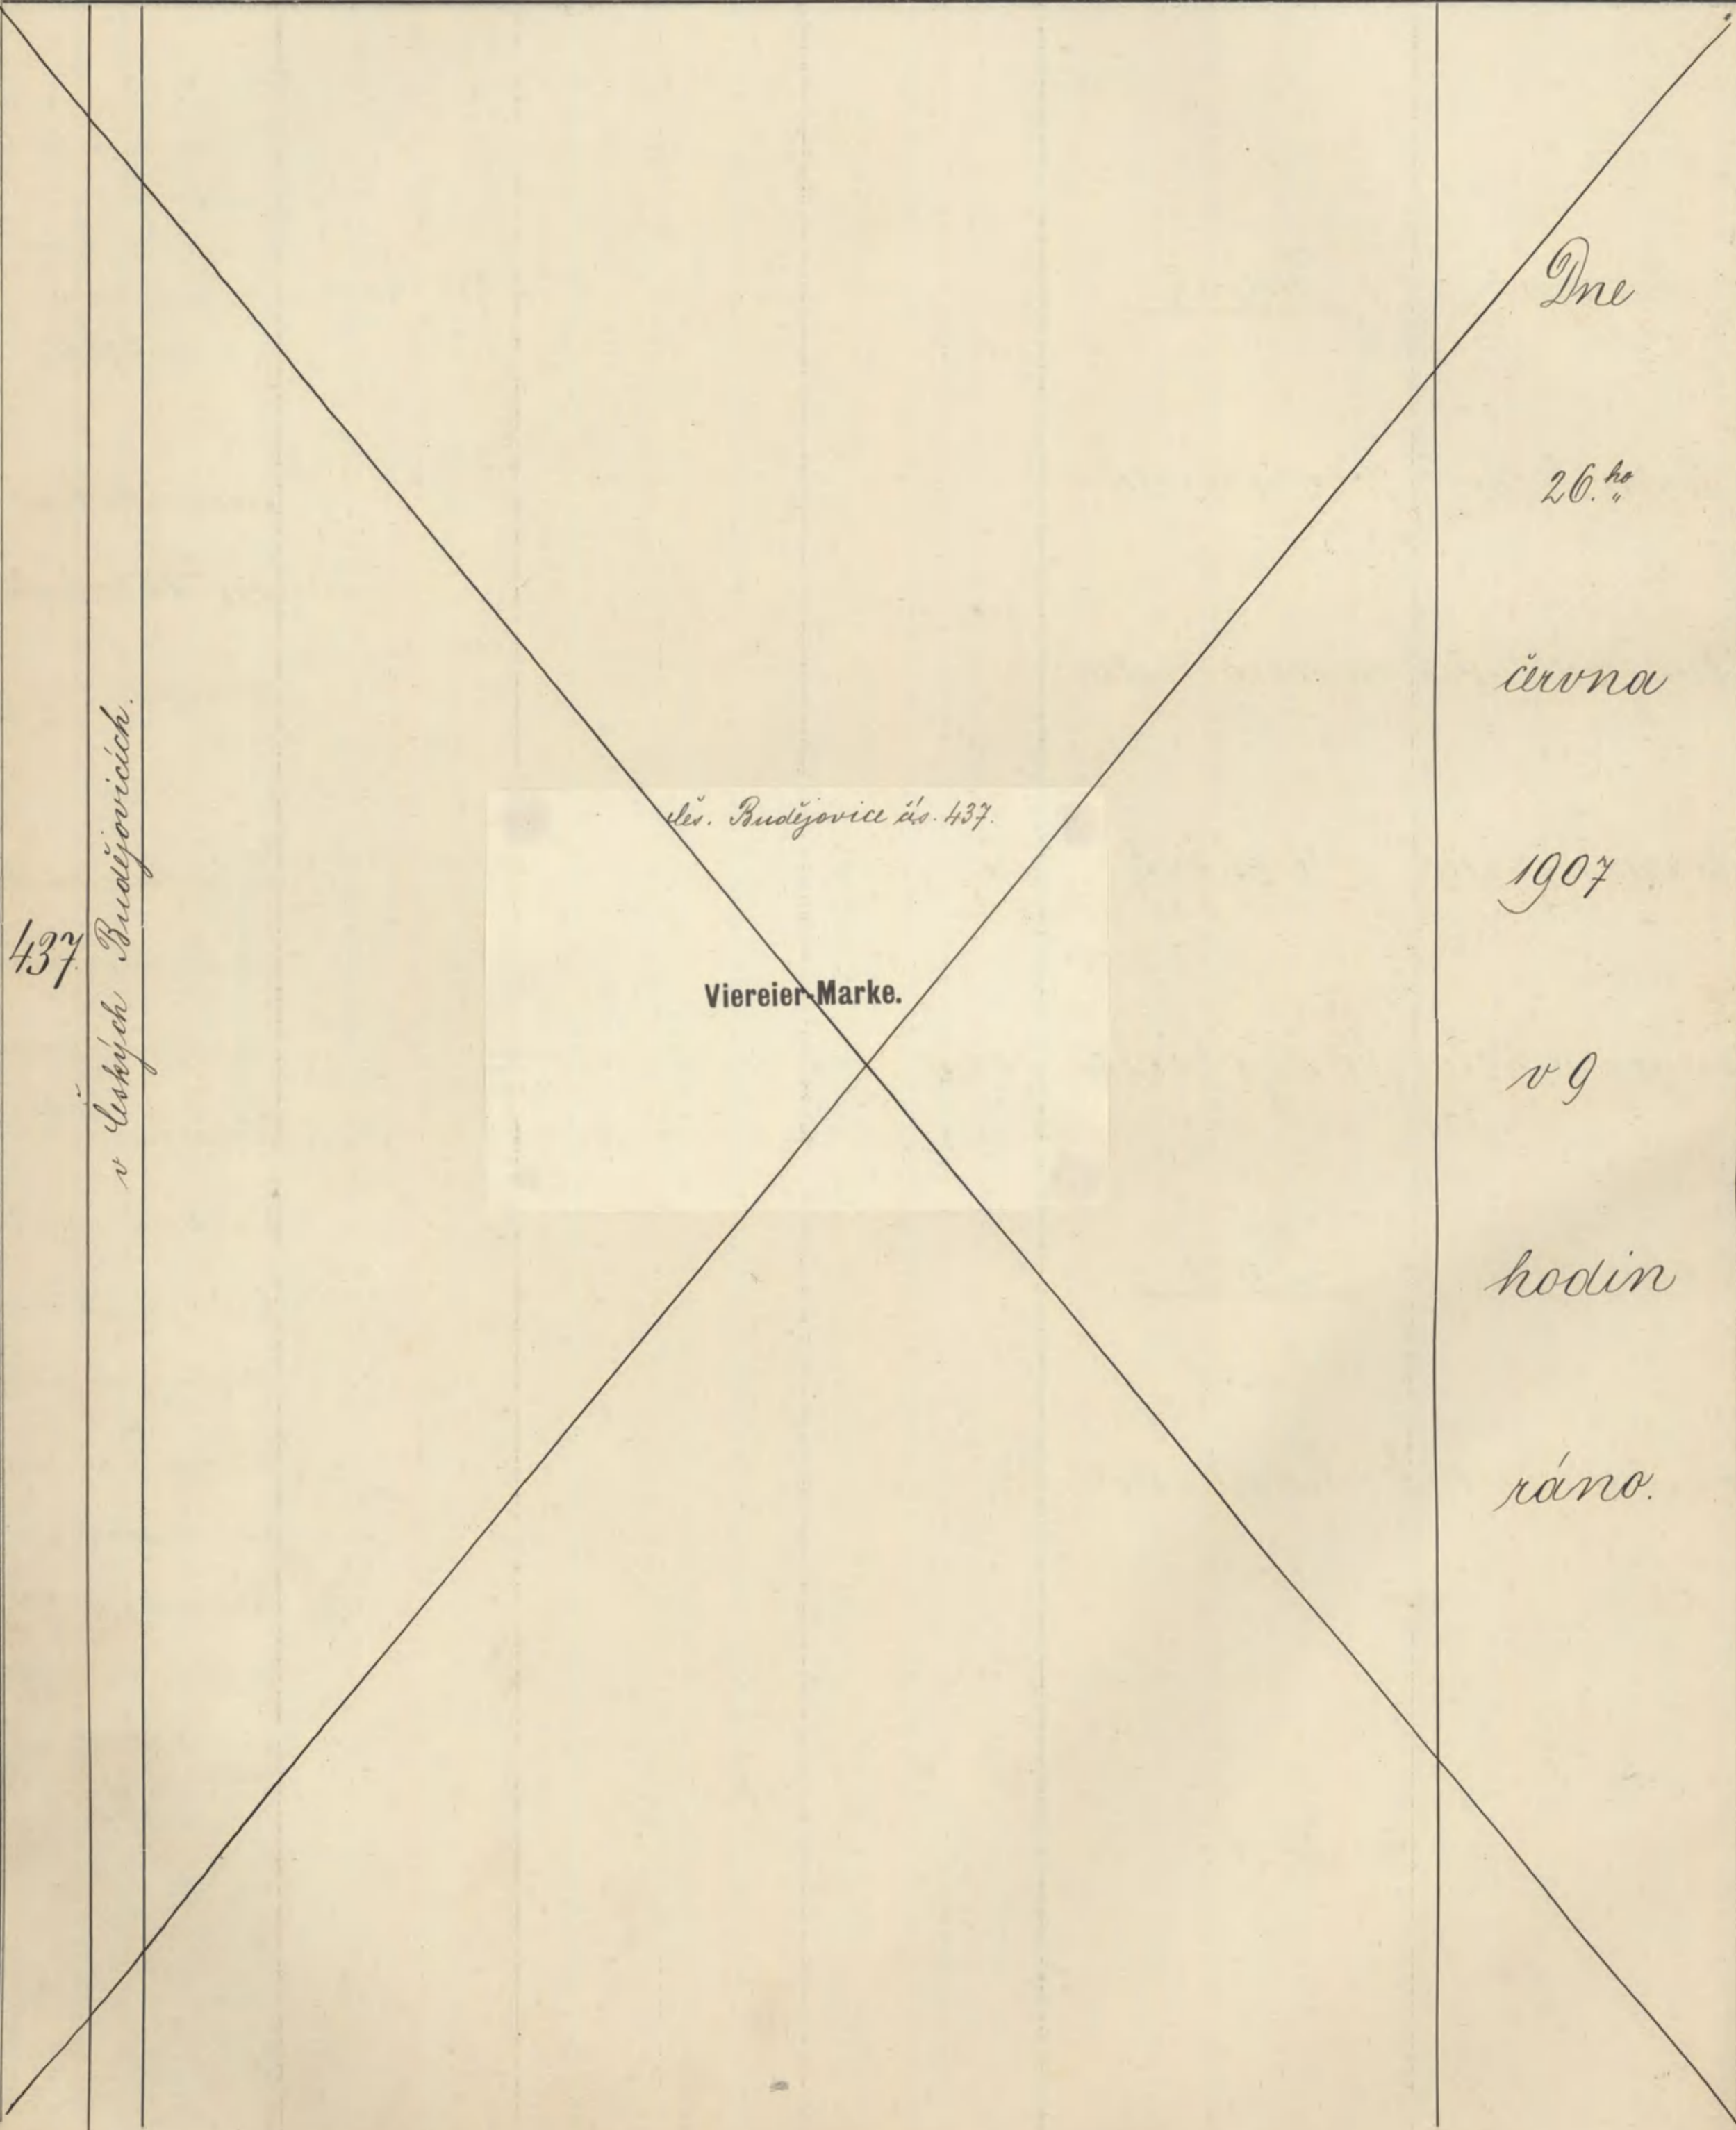 437
v Českých Budějovicích.
Čes. Budějovice čís. 437.
Viereier-Marke.
Dne
26.ho
června
1907
v 9
hodin
ráno.